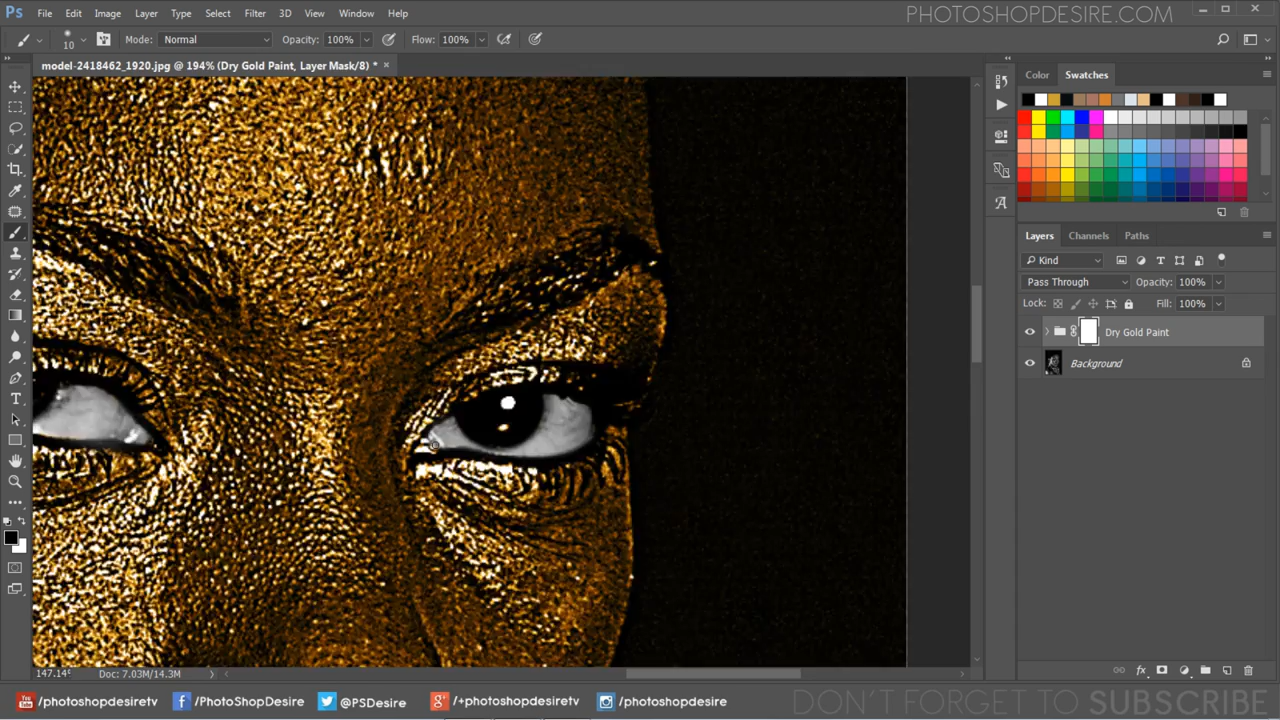 PHOTOSHOPDESIRE.COM
Ps File Edit Image Layer Type Select Filter 3D View Window Help
10 Mode: Normal Opacity: 100% Flow: 100%
model-2418462_1920.jpg @ 194% (Dry Gold Paint, Layer Mask/8) * ×
Color Swatches
Layers Channels Paths
Kind
Pass Through Opacity: 100%
Lock: Fill: 100%
Dry Gold Paint
Background
147.14% Doc: 7.03M/14.3M
You Tube /photoshopdesiretv f /PhotoShopDesire @PSDesire g+ /+photoshopdesiretv /photoshopdesire DON'T FORGET TO SUBSCRIBE